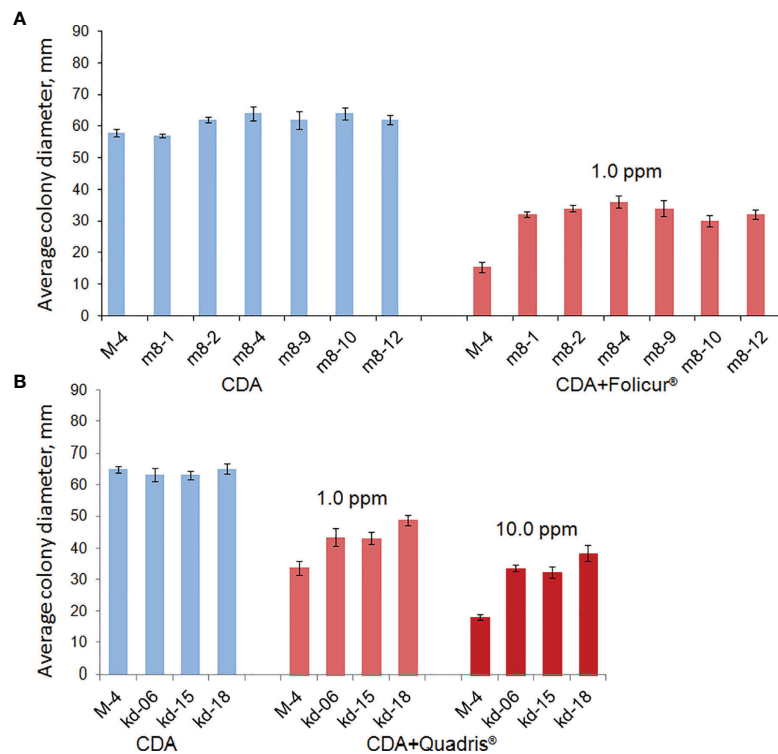 A
Average colony diameter, mm
90
80
70
60
50
40
30
20
10
0
1.0 ppm
M-4 m8-1 m8-2 m8-4 m8-9 m8-10 m8-12 M-4 m8-1 m8-2 m8-4 m8-9 m8-10 m8-12
CDA CDA+Folicur®
B
Average colony diameter, mm
90
80
70
60
50
40
30
20
10
0
1.0 ppm
10.0 ppm
M-4 kd-06 kd-15 kd-18 M-4 kd-06 kd-15 kd-18 M-4 kd-06 kd-15 kd-18
CDA CDA+Quadris®